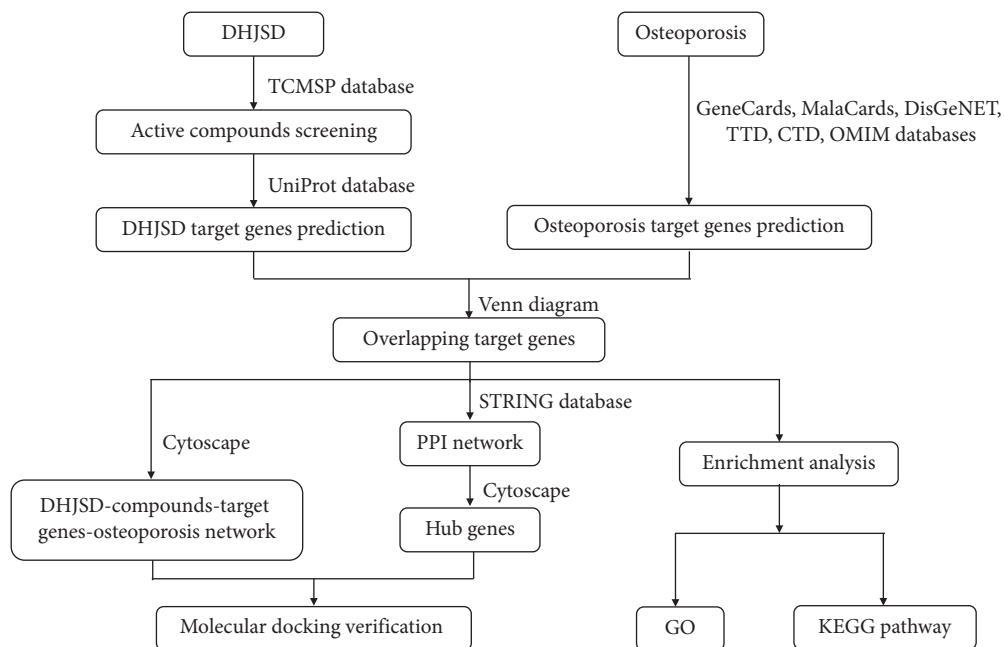 DHJSD
Osteoporosis
TCMSP database
GeneCards, MalaCards, DisGeNET,
TTD, CTD, OMIM databases
Active compounds screening
UniProt database
DHJSD target genes prediction
Osteoporosis target genes prediction
Venn diagram
Overlapping target genes
STRING database
Cytoscape
PPI network
Enrichment analysis
Cytoscape
DHJSD-compounds-target
genes-osteoporosis network
Hub genes
Molecular docking verification
GO
KEGG pathway